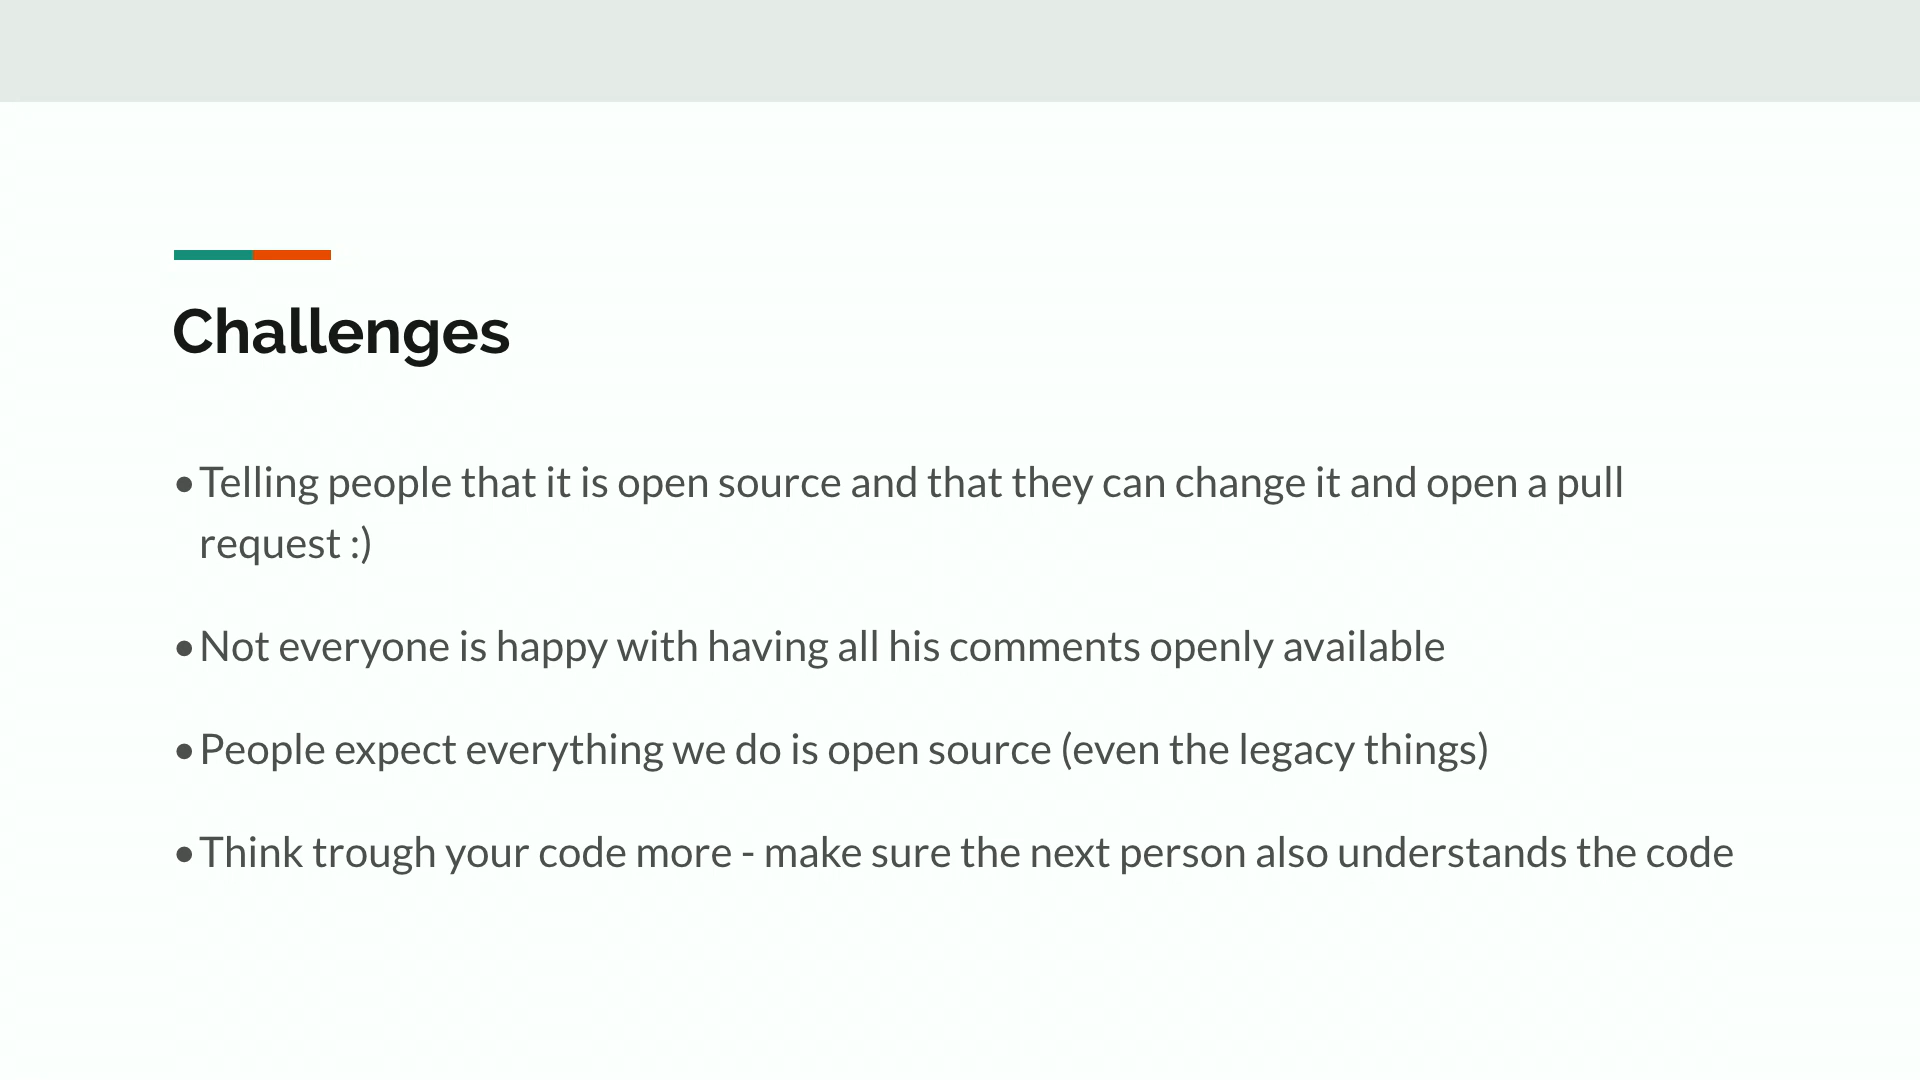 Challenges
•Telling people that it is open source and that they can change it and open a pull
request :)
•Not everyone is happy with having all his comments openly available
•People expect everything we do is open source (even the legacy things)
•Think trough your code more - make sure the next person also understands the code